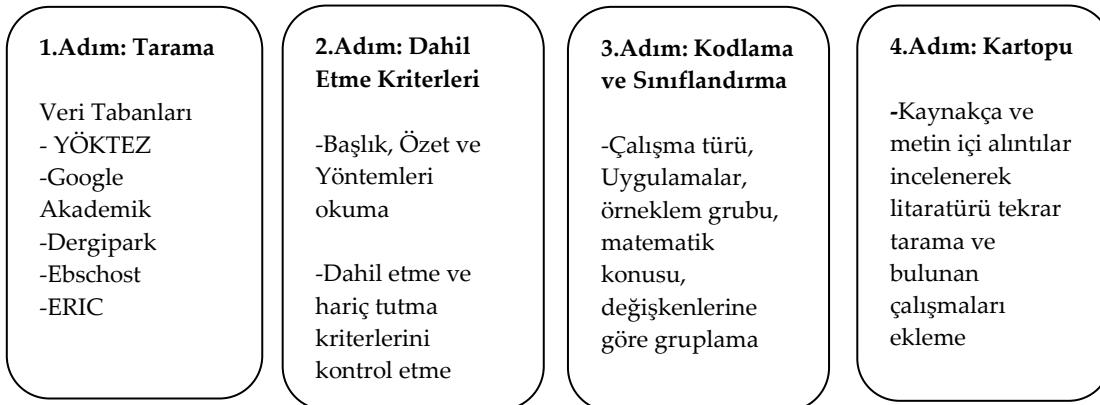 1.Adım: Tarama
Veri Tabanları
- YÖKTEZ
-Google
Akademik
-Dergipark
-Ebschost
-ERIC
2.Adım: Dahil
Etme Kriterleri
-Başlık, Özet ve
Yöntemleri
okuma
-Dahil etme ve
hariç tutma
kriterlerini
kontrol etme
3.Adım: Kodlama
ve Sınıflandırma
-Çalışma türü,
Uygulamalar,
örneklem grubu,
matematik
konusu,
değişkenlerine
göre gruplama
4.Adım: Kartopu
-Kaynakça ve
metin içi alıntılar
incelenerek
litaratürü tekrar
tarama ve
bulunan
çalışmaları
ekleme